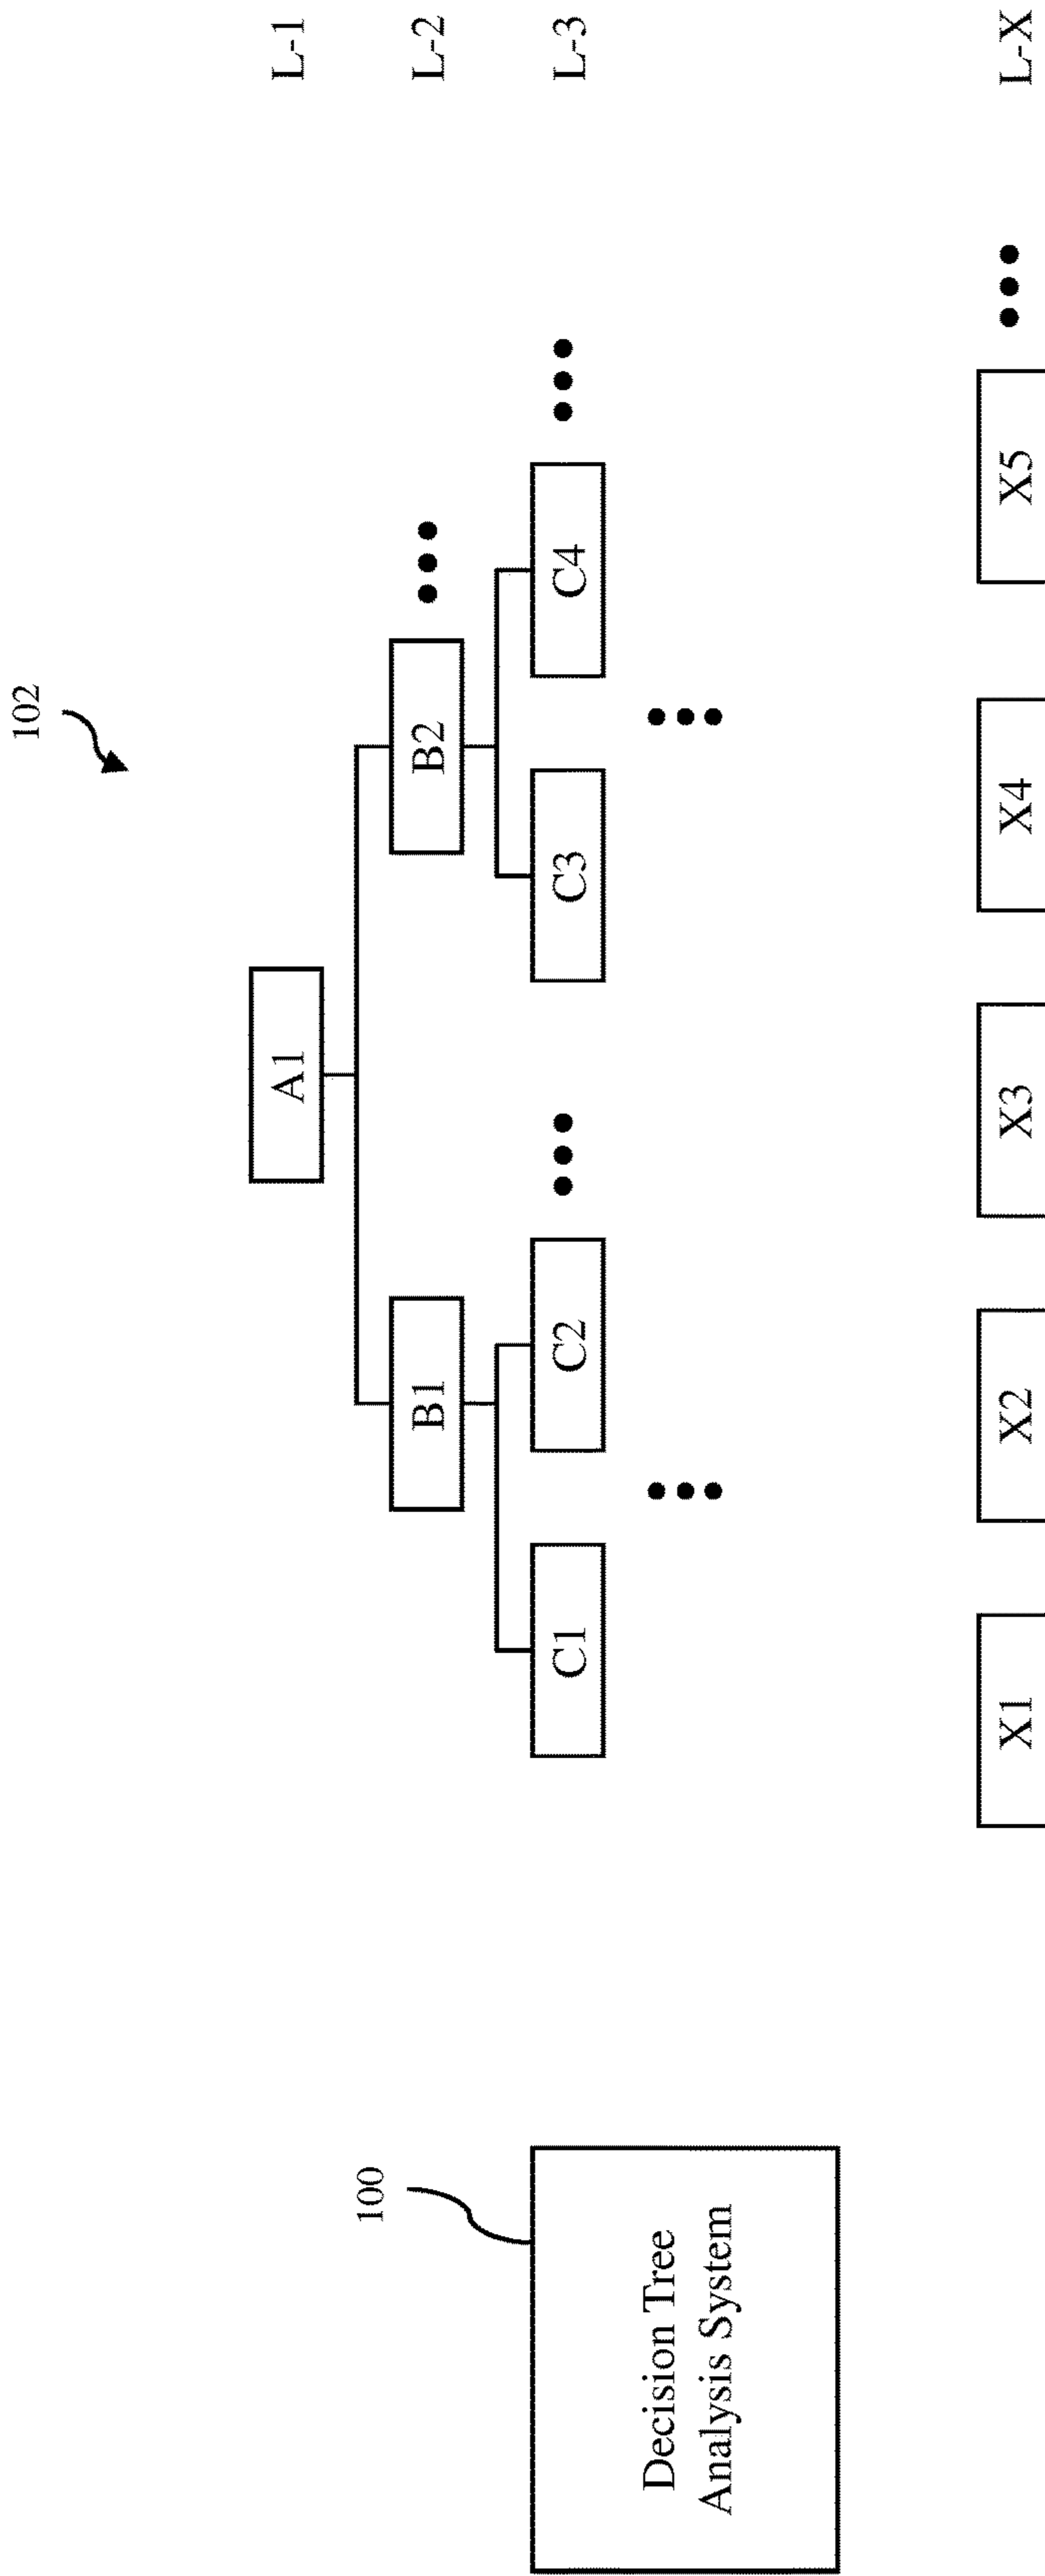 102
A1
L-1
B1
B2
L-2
100
C1
C2
C3
C4
L-3
Decision Tree
Analysis System
X1
X2
X3
X4
X5
L-X